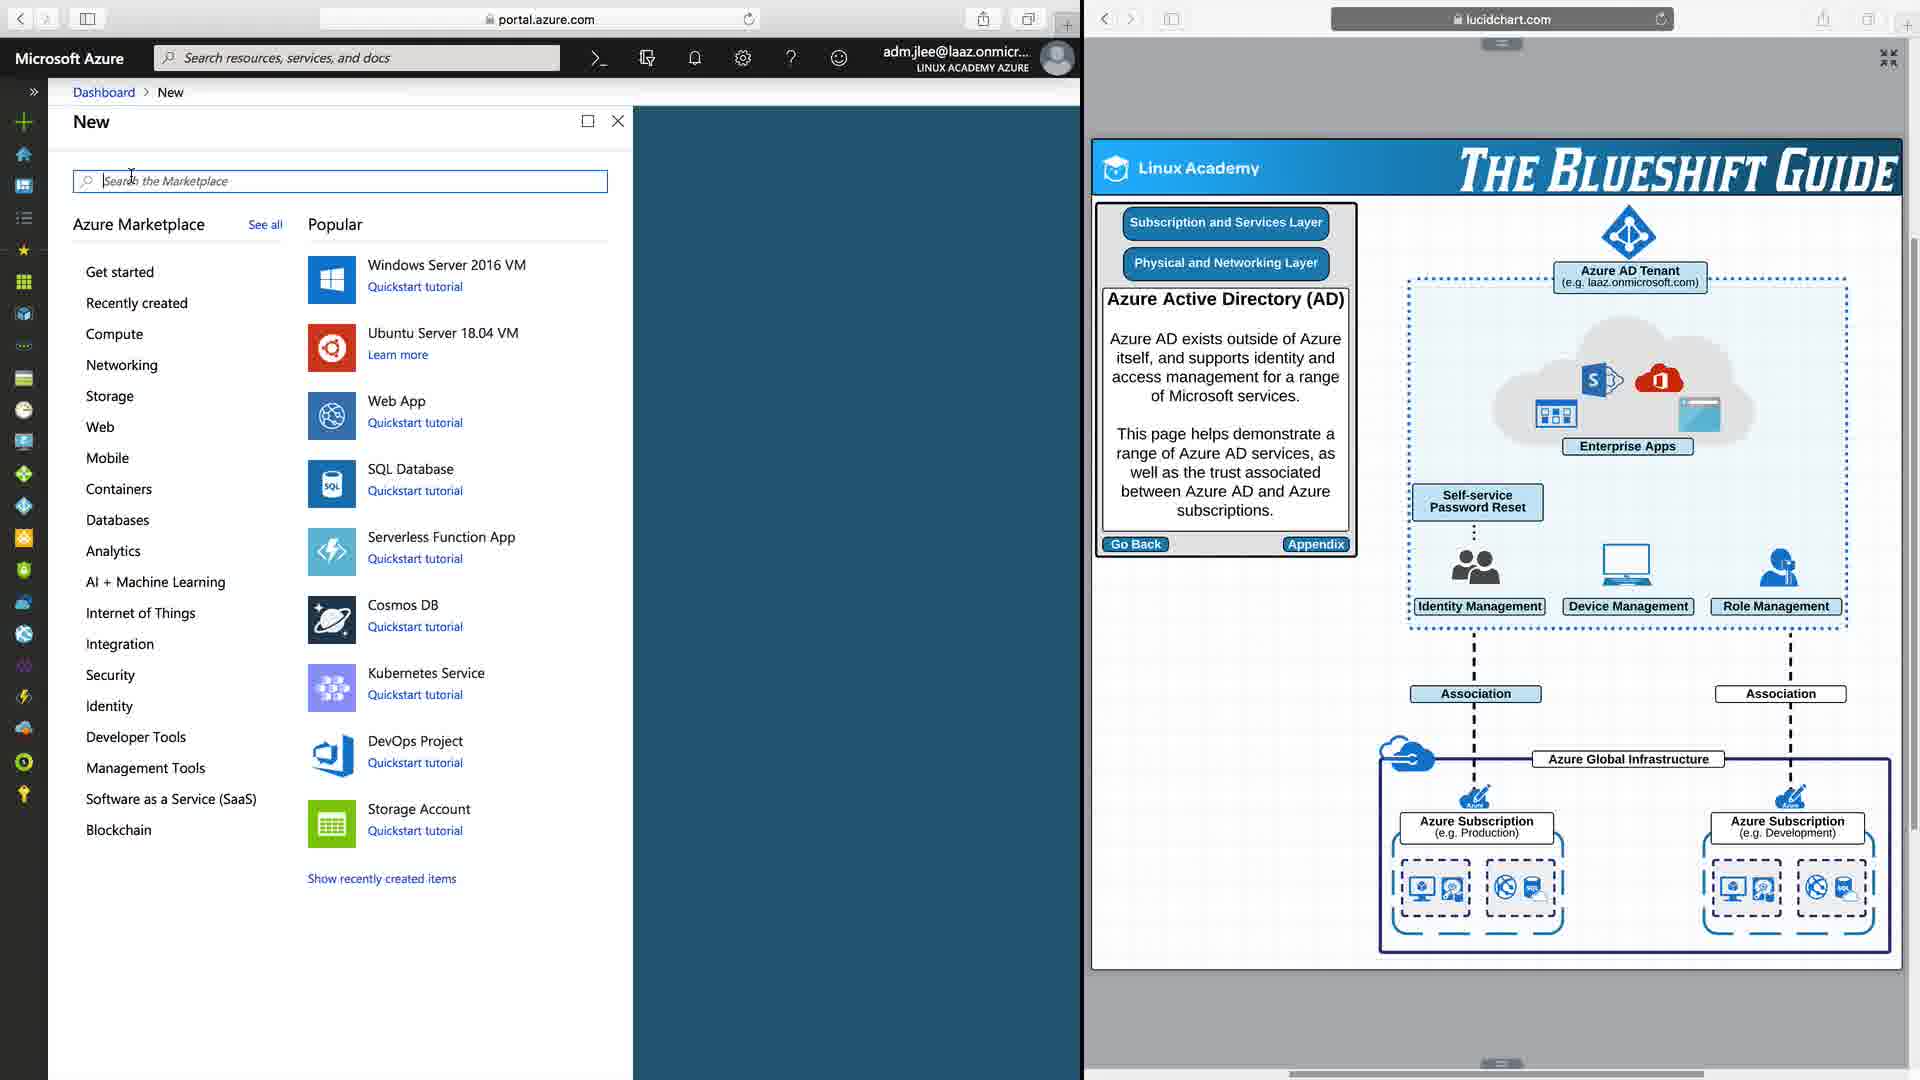 portal.azure.com
Microsoft Azure
Search resources, services, and docs
adm.jlee@laaz.onmicr...
LINUX ACADEMY AZURE
Dashboard > New
New
Search the Marketplace
Azure Marketplace
See all
Get started
Recently created
Compute
Networking
Storage
Web
Mobile
Containers
Databases
Analytics
AI + Machine Learning
Internet of Things
Integration
Security
Identity
Developer Tools
Management Tools
Software as a Service (SaaS)
Blockchain
Popular
Windows Server 2016 VM
Quickstart tutorial
Ubuntu Server 18.04 VM
Learn more
Web App
Quickstart tutorial
SQL
SQL Database
Quickstart tutorial
Serverless Function App
Quickstart tutorial
Cosmos DB
Quickstart tutorial
Kubernetes Service
Quickstart tutorial
DevOps Project
Quickstart tutorial
Storage Account
Quickstart tutorial
Show recently created items
lucidchart.com
Linux Academy
THE BLUESHIFT GUIDE
Subscription and Services Layer
Physical and Networking Layer
Azure Active Directory (AD)
Azure AD exists outside of Azure
itself, and supports identity and
access management for a range
of Microsoft services.
This page helps demonstrate a
range of Azure AD services, as
well as the trust associated
between Azure AD and Azure
subscriptions.
Go Back
Appendix
Azure AD Tenant
(e.g. laaz.onmicrosoft.com)
Enterprise Apps
Self-service
Password Reset
Identity Management
Device Management
Role Management
Association
Association
Azure Global Infrastructure
Azure Subscription
(e.g. Production)
Azure Subscription
(e.g. Development)